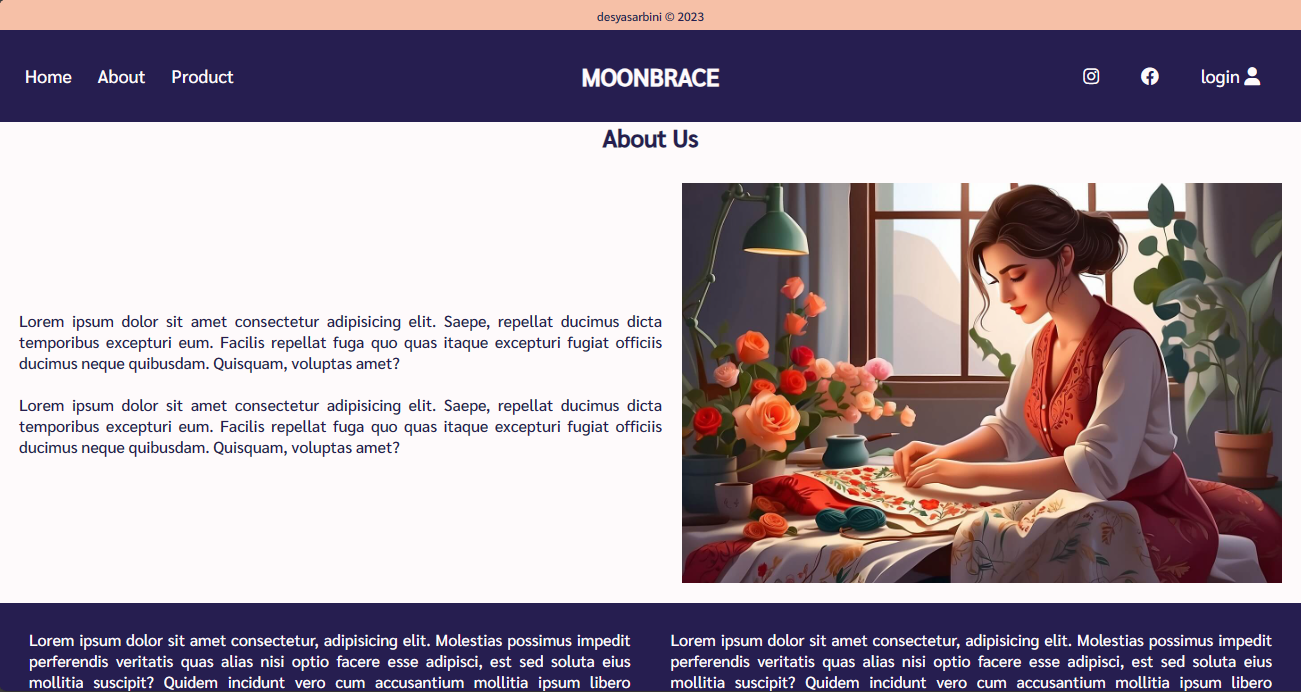 desyasarbini © 2023
Home About Product MOONBRACE login
About Us
Lorem ipsum dolor sit amet consectetur adipisicing elit. Saepe, repellat ducimus dicta
temporibus excepturi eum. Facilis repellat fuga quo quas itaque excepturi fugiat officiis
ducimus neque quibusdam. Quisquam, voluptas amet?
Lorem ipsum dolor sit amet consectetur adipisicing elit. Saepe, repellat ducimus dicta
temporibus excepturi eum. Facilis repellat fuga quo quas itaque excepturi fugiat officiis
ducimus neque quibusdam. Quisquam, voluptas amet?
Lorem ipsum dolor sit amet consectetur, adipisicing elit. Molestias possimus impedit
perferendis veritatis quas alias nisi optio facere esse adipisci, est sed soluta eius
mollitia suscipit? Quidem incidunt vero cum accusantium mollitia ipsum libero
Lorem ipsum dolor sit amet consectetur, adipisicing elit. Molestias possimus impedit
perferendis veritatis quas alias nisi optio facere esse adipisci, est sed soluta eius
mollitia suscipit? Quidem incidunt vero cum accusantium mollitia ipsum libero